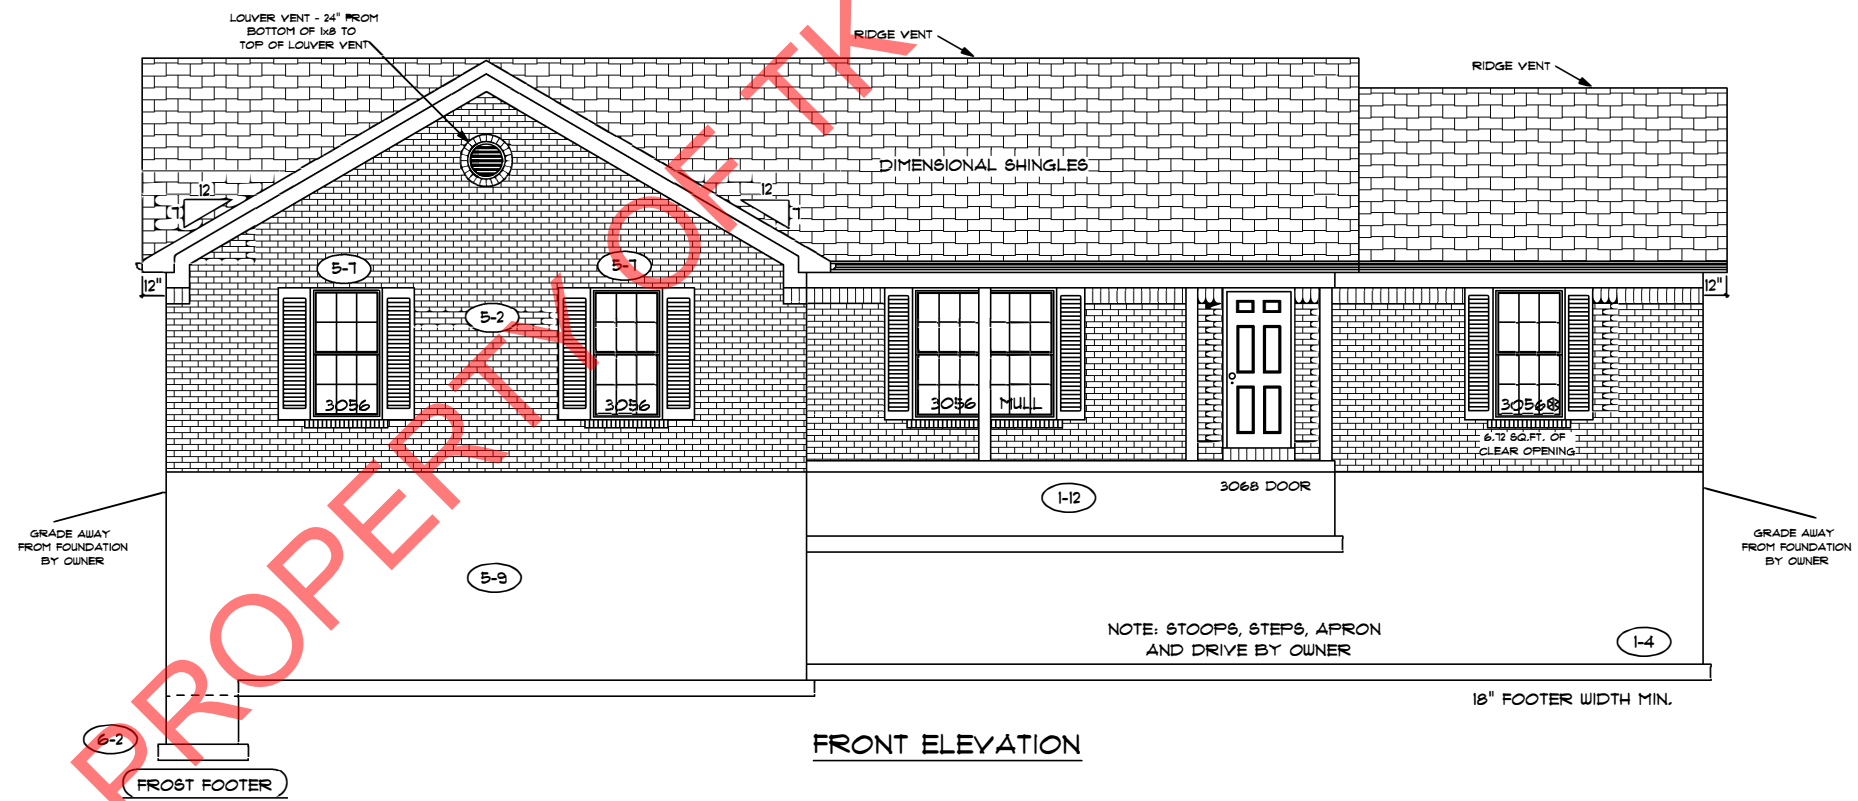 LOUVER VENT - 24" FROM
BOTTOM OF 1x8 TO
TOP OF LOUVER VENT
RIDGE VENT
RIDGE VENT
DIMENSIONAL SHINGLES
12
7
12
7
5-7
5-7
12"
12"
5-2
3056
3056
3056
MULL
3056
6.72 SQ.FT. OF
CLEAR OPENING
3068 DOOR
1-12
GRADE AWAY
FROM FOUNDATION
BY OWNER
GRADE AWAY
FROM FOUNDATION
BY OWNER
5-9
NOTE: STOOPS, STEPS, APRON
AND DRIVE BY OWNER
1-4
18" FOOTER WIDTH MIN.
6-2
FRONT ELEVATION
FROST FOOTER
PROPERTY OF TK